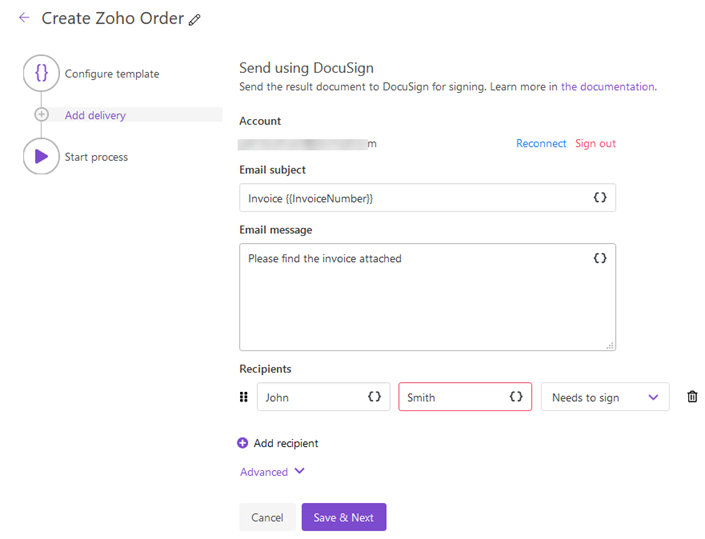 Create Zoho Order
Configure template
Add delivery
Start process
Send using DocuSign
Send the result document to DocuSign for signing. Learn more in the documentation.
Account
m
Reconnect Sign out
Email subject
Invoice {{InvoiceNumber}}
Email message
Please find the invoice attached
Recipients
John Smith Needs to sign
Add recipient
Advanced
Cancel Save & Next